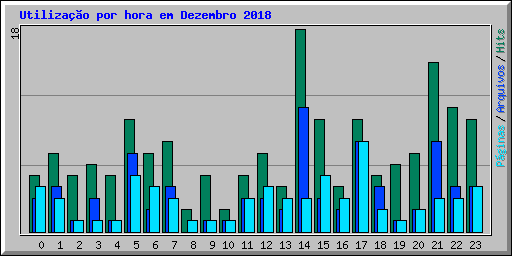 Utilização por hora em Dezembro 2018
18
Páginas / Arquivos / Hits
0 1 2 3 4 5 6 7 8 9 10 11 12 13 14 15 16 17 18 19 20 21 22 23